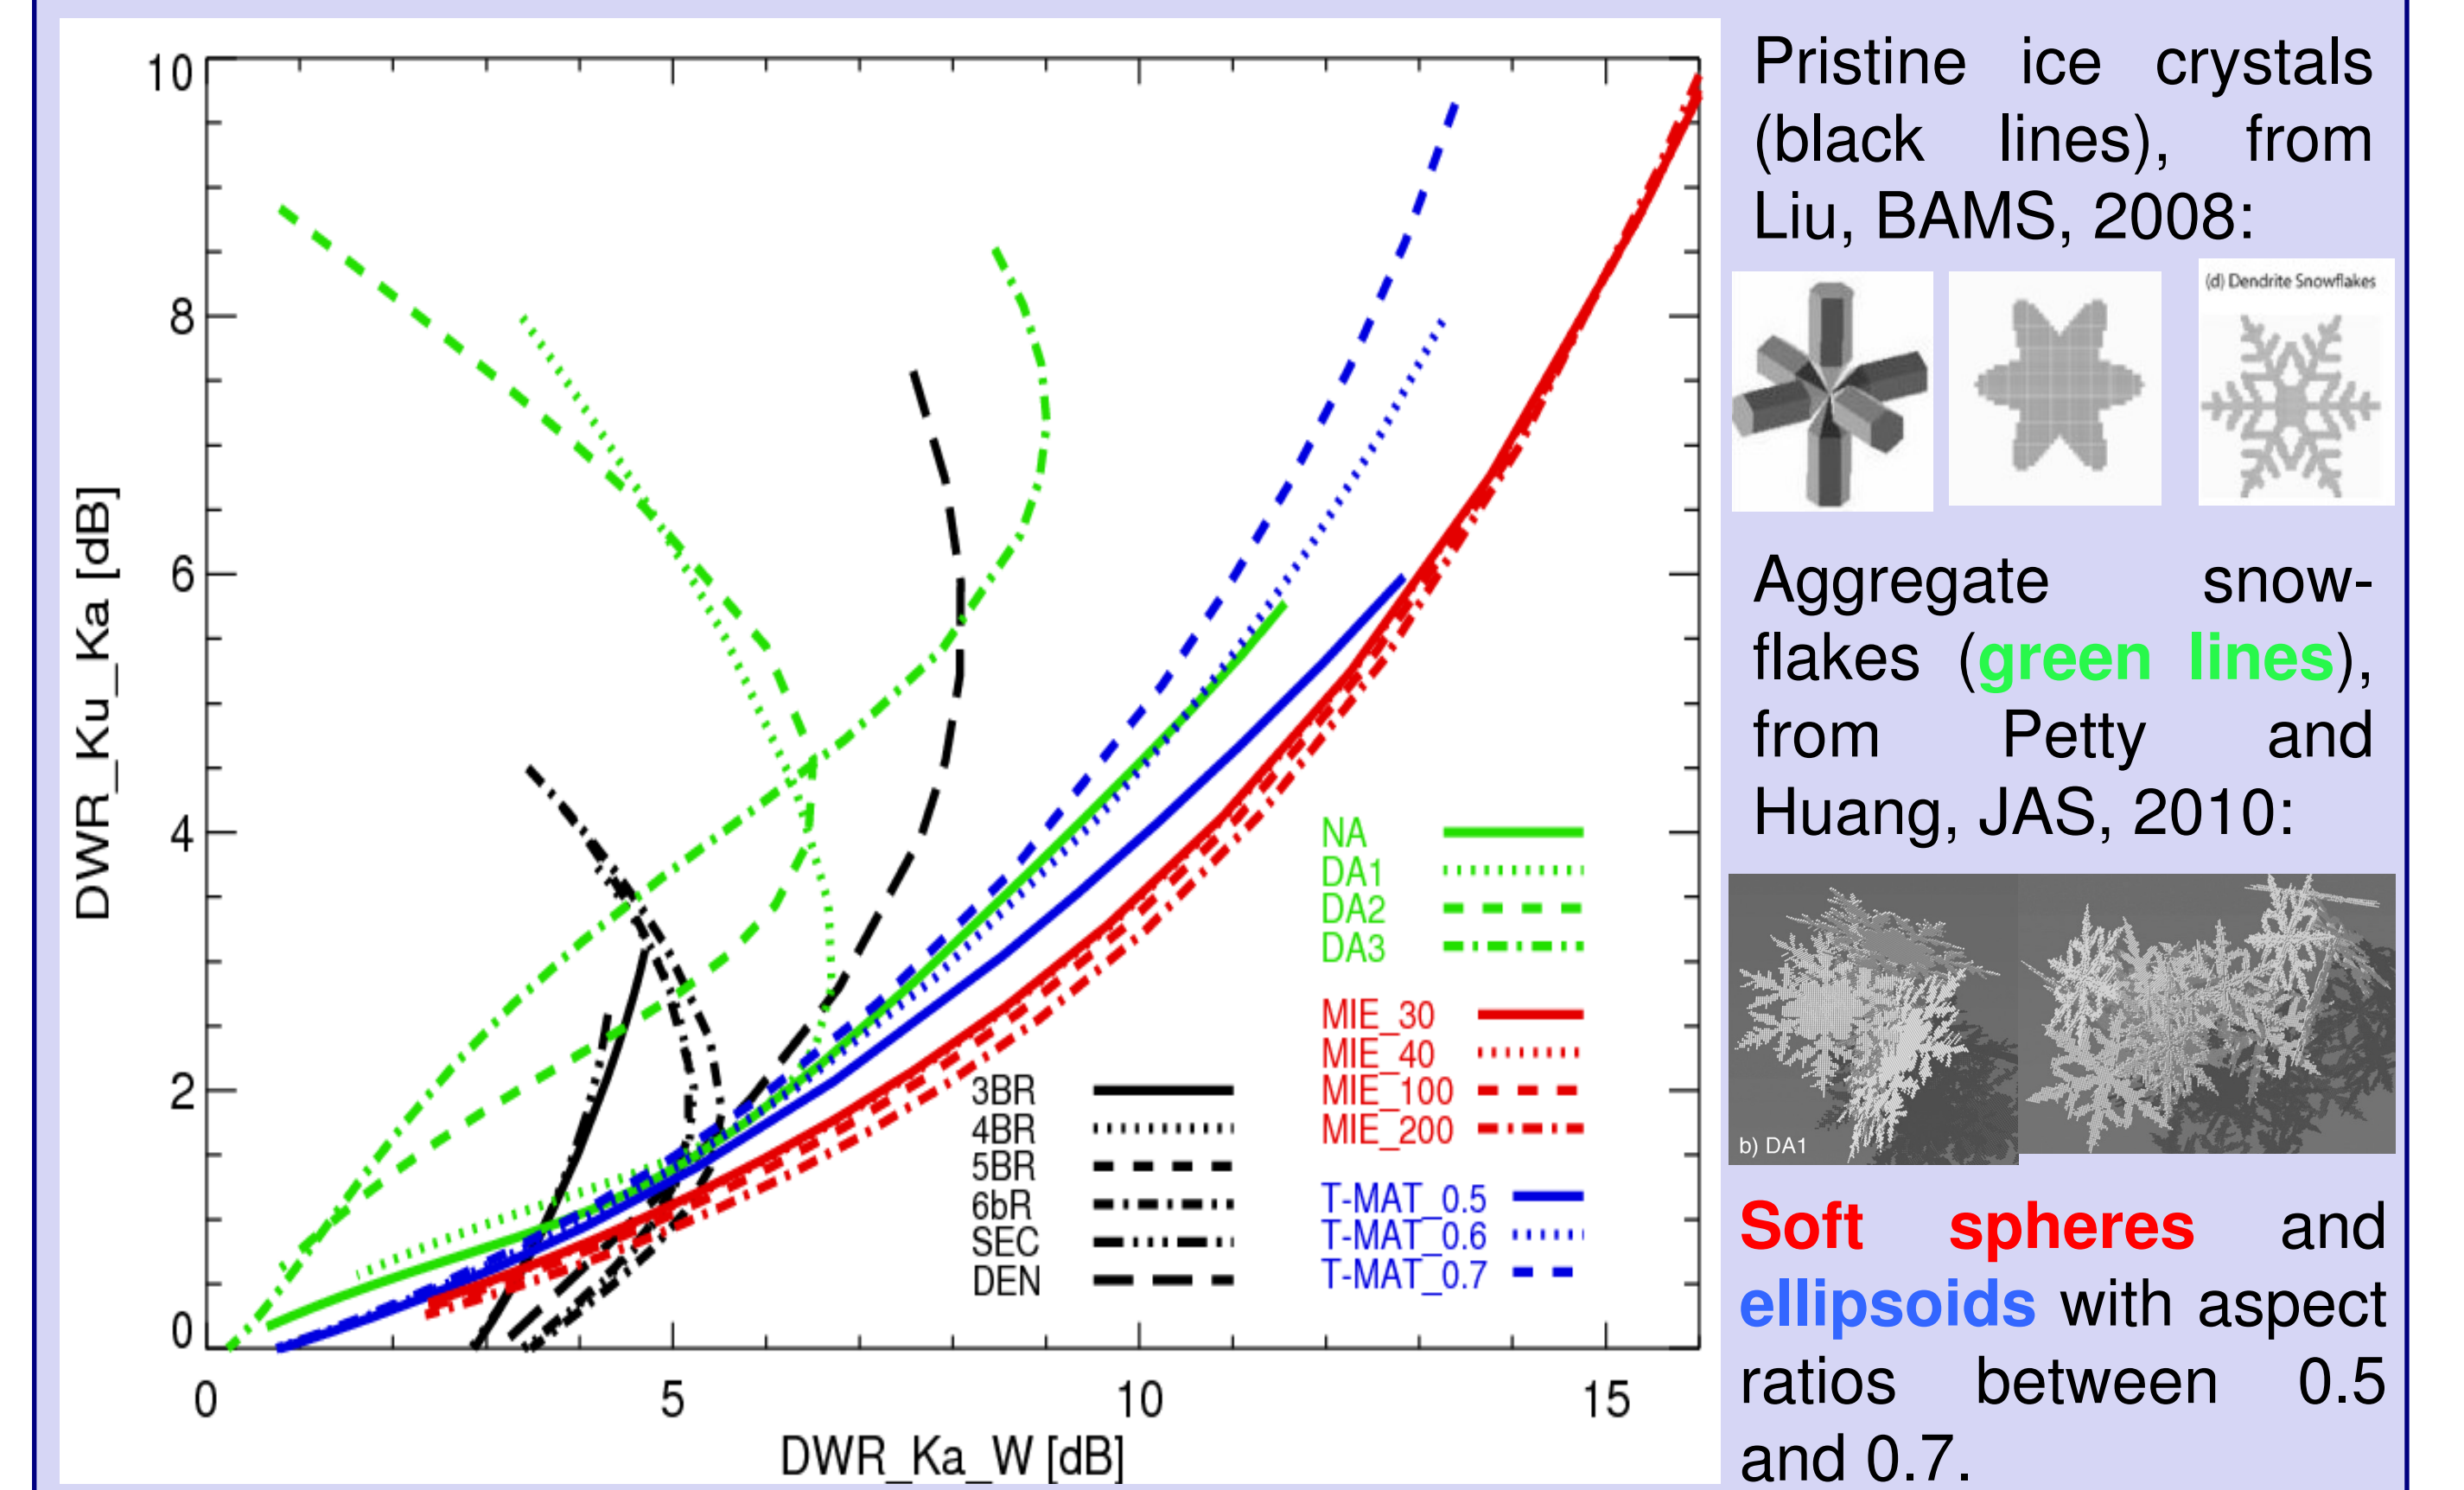 10
8
6
4
2
0
DWR_Ku_Ka [dB]
0 5 10 15
DWR_Ka_W [dB]
NA
DA1
DA2
DA3
MIE_30
MIE_40
MIE_100
MIE_200
3BR
4BR
5BR
6bR
SEC
DEN
T-MAT_0.5
T-MAT_0.6
T-MAT_0.7
Pristine ice crystals
(black lines), from
Liu, BAMS, 2008:
(d) Dendrite Snowflakes
Aggregate snow-
flakes (green lines),
from Petty and
Huang, JAS, 2010:
b) DA1
Soft spheres and
ellipsoids with aspect
ratios between 0.5
and 0.7.